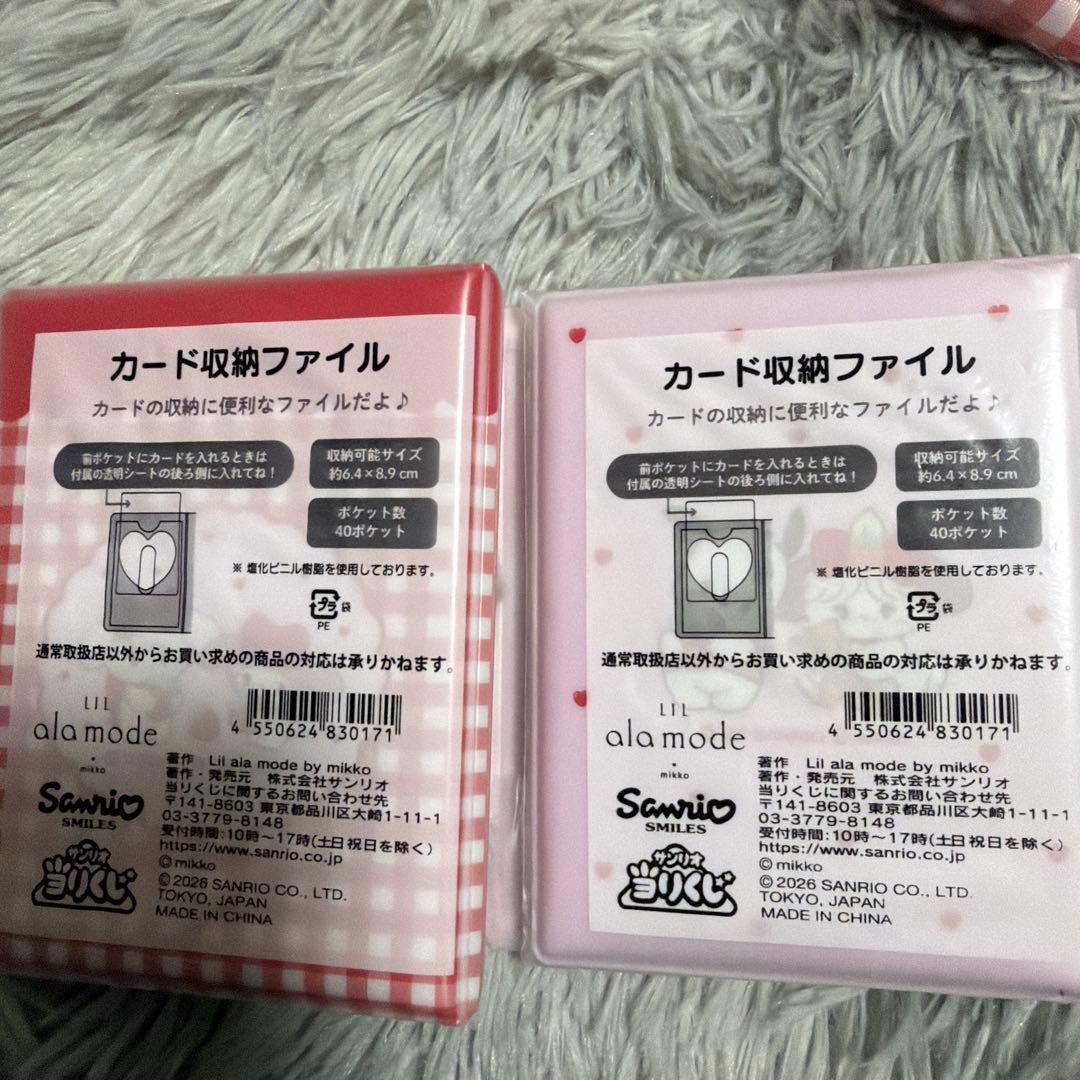 カード収納ファイル
カードの収納に便利なファイルだよ♪
前ポケットにカードを入れるときは
付属の透明シートの後ろ側に入れてね！
収納可能サイズ
約6.4×8.9cm
ポケット数
40ポケット
※ 塩化ビニル樹脂を使用しております。
プラ 袋
PE
通常取扱店以外からお買い求めの商品の対応は承りかねます。
LIL
ala mode
mikko
4 550624 830171
著作 Lil ala mode by mikko
著作・発売元 株式会社サンリオ
当りくじに関するお問い合わせ先
〒141-8603 東京都品川区大崎1-11-1
03-3779-8148
受付時間:10時～17時(土日祝日を除く)
https://www.sanrio.co.jp
©mikko
©2026 SANRIO CO., LTD.
TOKYO, JAPAN
MADE IN CHINA
Sanrio
SMILES
サンリオ
当りくじ
カード収納ファイル
カードの収納に便利なファイルだよ♪
前ポケットにカードを入れるときは
付属の透明シートの後ろ側に入れてね！
収納可能サイズ
約6.4×8.9cm
ポケット数
40ポケット
※ 塩化ビニル樹脂を使用しております。
プラ 袋
PE
通常取扱店以外からお買い求めの商品の対応は承りかねます。
LIL
ala mode
mikko
4 550624 830171
著作 Lil ala mode by mikko
著作・発売元 株式会社サンリオ
当りくじに関するお問い合わせ先
〒141-8603 東京都品川区大崎1-11-1
03-3779-8148
受付時間:10時～17時(土日祝日を除く)
https://www.sanrio.co.jp
©mikko
©2026 SANRIO CO., LTD.
TOKYO, JAPAN
MADE IN CHINA
Sanrio
SMILES
サンリオ
当りくじ